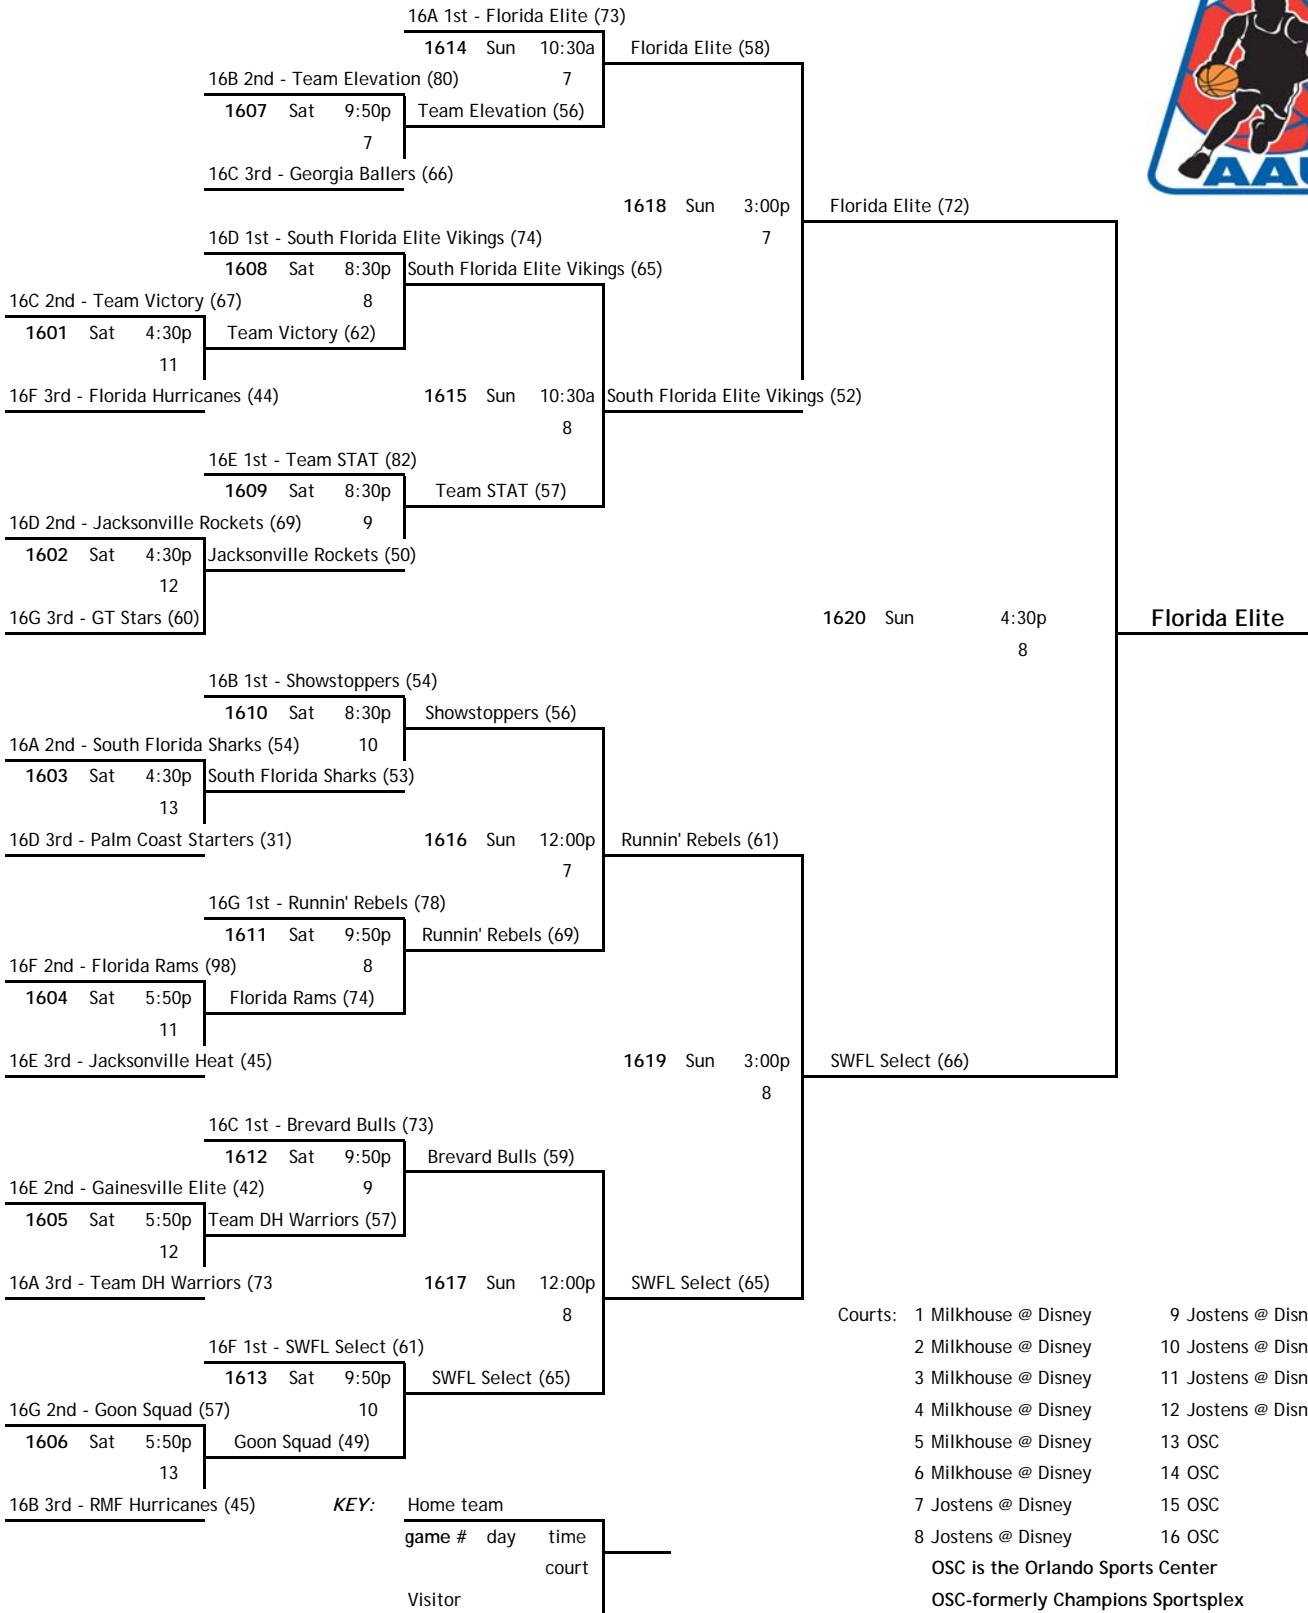 16A 1st - Florida Elite (73)
1614 Sun 10:30a Florida Elite (58)
16B 2nd - Team Elevation (80) 7
1607 Sat 9:50p Team Elevation (56)
7
16C 3rd - Georgia Ballers (66)
1618 Sun 3:00p Florida Elite (72)
16D 1st - South Florida Elite Vikings (74) 7
1608 Sat 8:30p South Florida Elite Vikings (65)
16C 2nd - Team Victory (67) 8
1601 Sat 4:30p Team Victory (62)
11
16F 3rd - Florida Hurricanes (44) 1615 Sun 10:30a South Florida Elite Vikings (52)
8
16E 1st - Team STAT (82)
1609 Sat 8:30p Team STAT (57)
16D 2nd - Jacksonville Rockets (69) 9
1602 Sat 4:30p Jacksonville Rockets (50)
12
16G 3rd - GT Stars (60) 1620 Sun 4:30p Florida Elite
8
16B 1st - Showstoppers (54)
1610 Sat 8:30p Showstoppers (56)
16A 2nd - South Florida Sharks (54) 10
1603 Sat 4:30p South Florida Sharks (53)
13
16D 3rd - Palm Coast Starters (31) 1616 Sun 12:00p Runnin' Rebels (61)
7
16G 1st - Runnin' Rebels (78)
1611 Sat 9:50p Runnin' Rebels (69)
16F 2nd - Florida Rams (98) 8
1604 Sat 5:50p Florida Rams (74)
11
16E 3rd - Jacksonville Heat (45) 1619 Sun 3:00p SWFL Select (66)
8
16C 1st - Brevard Bulls (73)
1612 Sat 9:50p Brevard Bulls (59)
16E 2nd - Gainesville Elite (42) 9
1605 Sat 5:50p Team DH Warriors (57)
12
16A 3rd - Team DH Warriors (73 1617 Sun 12:00p SWFL Select (65)
8 Courts: 1 Milkhouse @ Disney 9 Jostens @ Disn
16F 1st - SWFL Select (61) 2 Milkhouse @ Disney 10 Jostens @ Disn
1613 Sat 9:50p SWFL Select (65) 3 Milkhouse @ Disney 11 Jostens @ Disn
16G 2nd - Goon Squad (57) 10 4 Milkhouse @ Disney 12 Jostens @ Disn
1606 Sat 5:50p Goon Squad (49) 5 Milkhouse @ Disney 13 OSC
13 6 Milkhouse @ Disney 14 OSC
16B 3rd - RMF Hurricanes (45) KEY: Home team 7 Jostens @ Disney 15 OSC
game # day time 8 Jostens @ Disney 16 OSC
court OSC is the Orlando Sports Center
Visitor OSC-formerly Champions Sportsplex
AAU